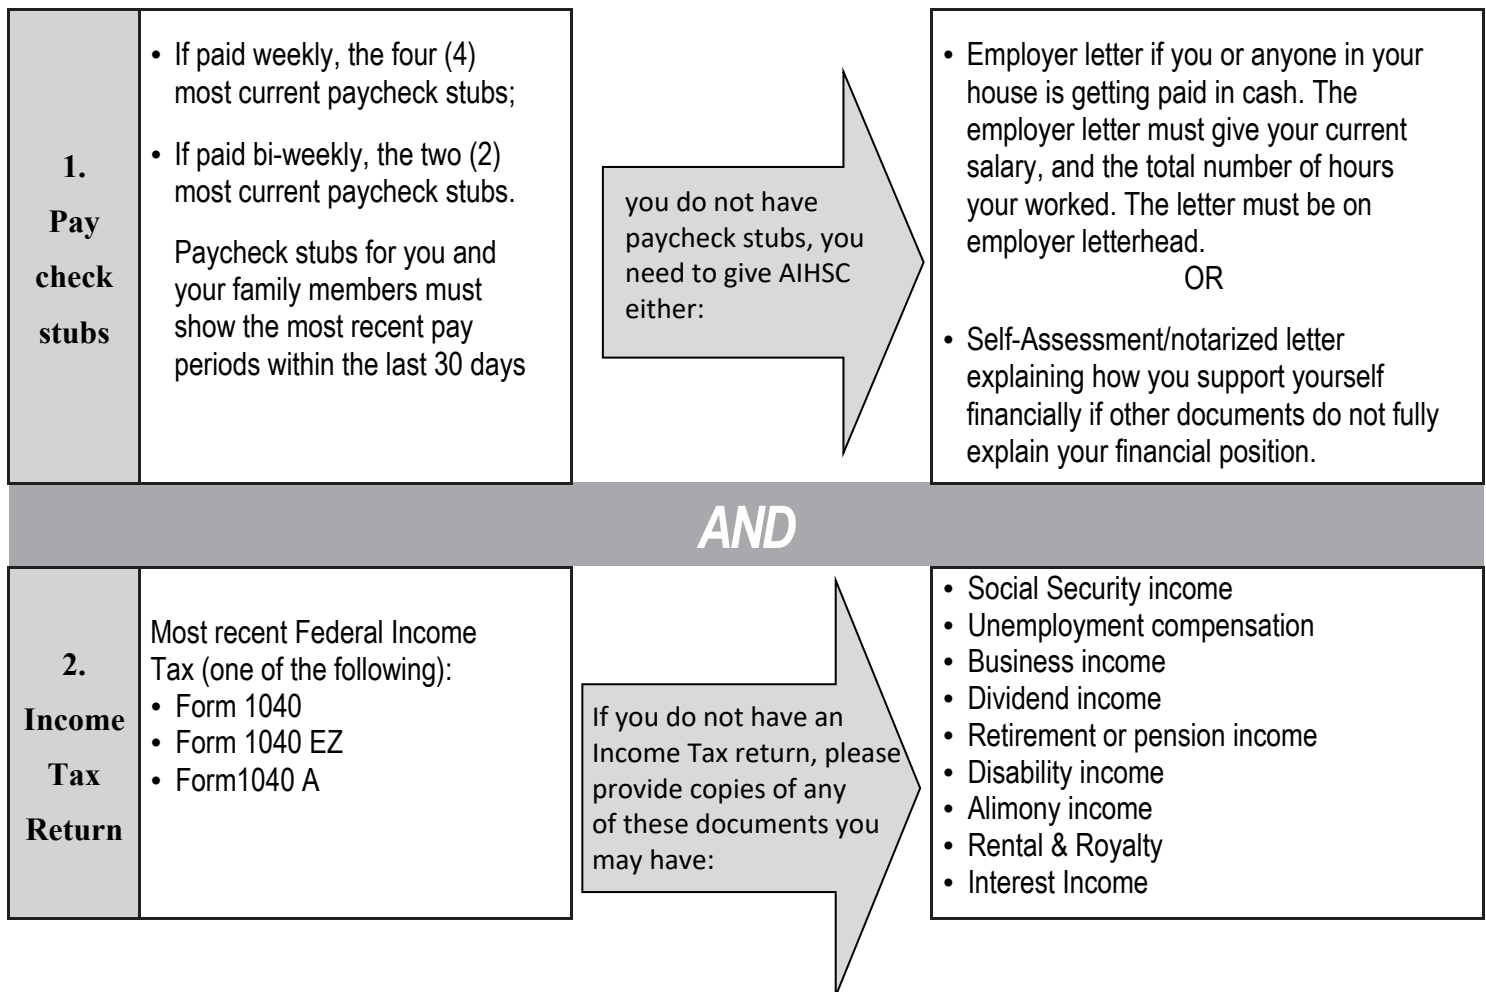 1.
Pay
check
stubs
• If paid weekly, the four (4)
most current paycheck stubs;
• If paid bi-weekly, the two (2)
most current paycheck stubs.
Paycheck stubs for you and
your family members must
show the most recent pay
periods within the last 30 days
you do not have
paycheck stubs, you
need to give AIHSC
either:
• Employer letter if you or anyone in your
house is getting paid in cash. The
employer letter must give your current
salary, and the total number of hours
your worked. The letter must be on
employer letterhead.
OR
• Self-Assessment/notarized letter
explaining how you support yourself
financially if other documents do not fully
explain your financial position.
AND
2.
Income
Tax
Return
Most recent Federal Income
Tax (one of the following):
• Form 1040
• Form 1040 EZ
• Form1040 A
If you do not have an
Income Tax return, please
provide copies of any
of these documents you
may have:
• Social Security income
• Unemployment compensation
• Business income
• Dividend income
• Retirement or pension income
• Disability income
• Alimony income
• Rental & Royalty
• Interest Income